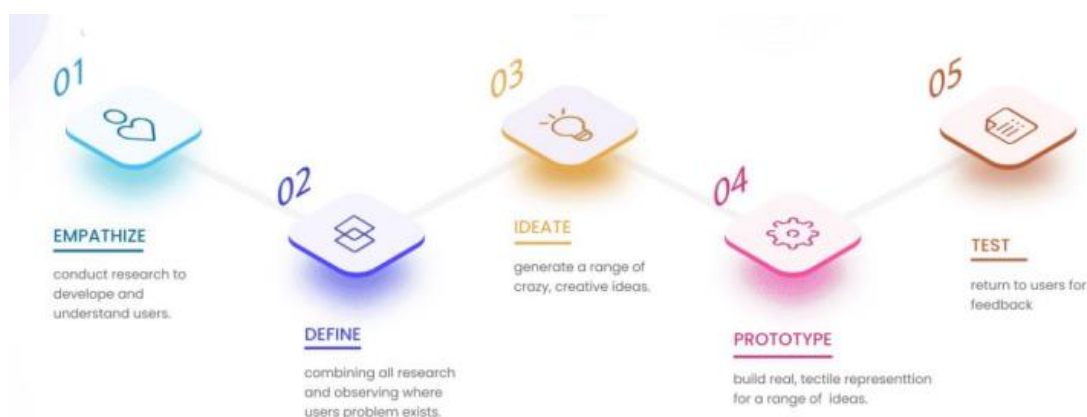 01
EMPATHIZE
conduct research to
develope and
understand users.
02
DEFINE
combining all research
and observing where
users problem exists.
03
IDEATE
generate a range of
crazy, creative ideas.
04
PROTOTYPE
build real, tectile representtion
for a range of ideas.
05
TEST
return to users for
feedback